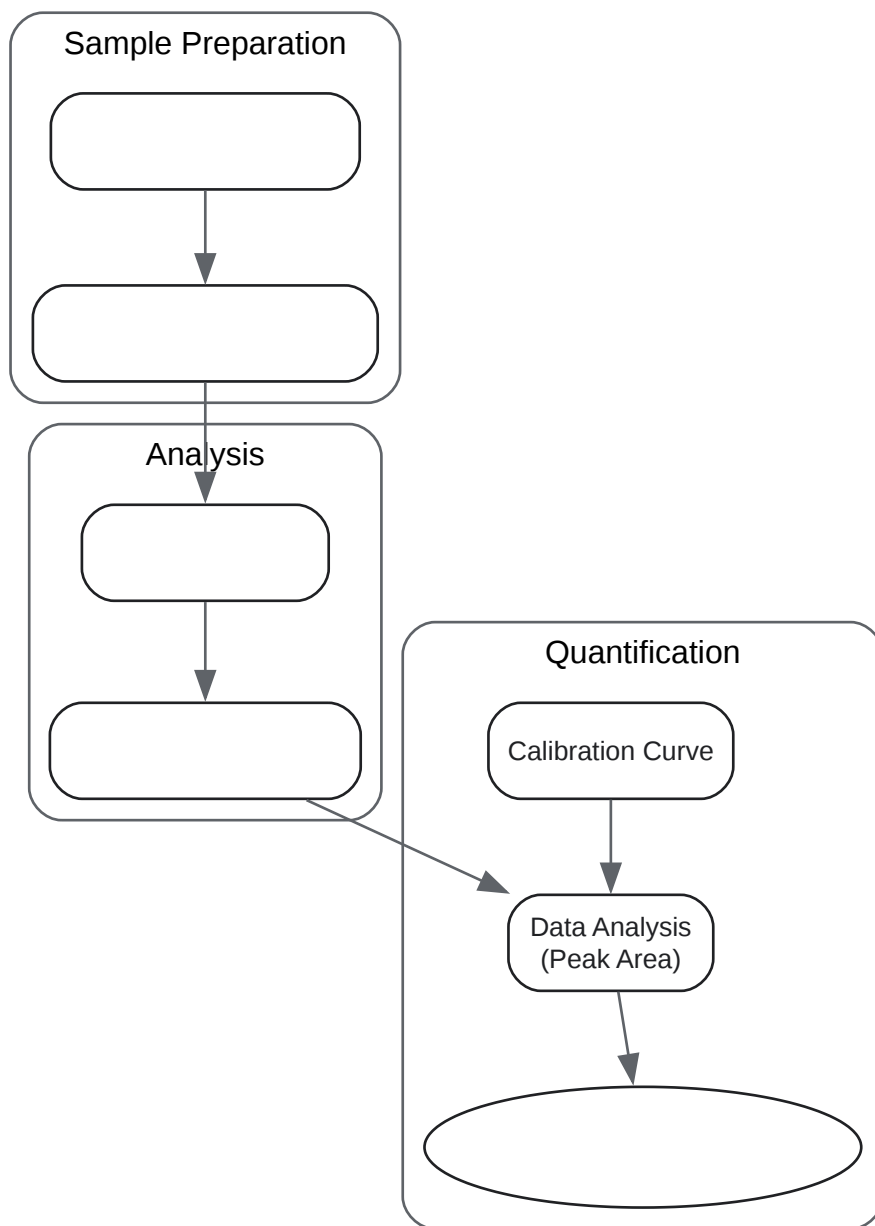 Sample Preparation
Analysis
Quantification
Calibration Curve
Data Analysis
(Peak Area)